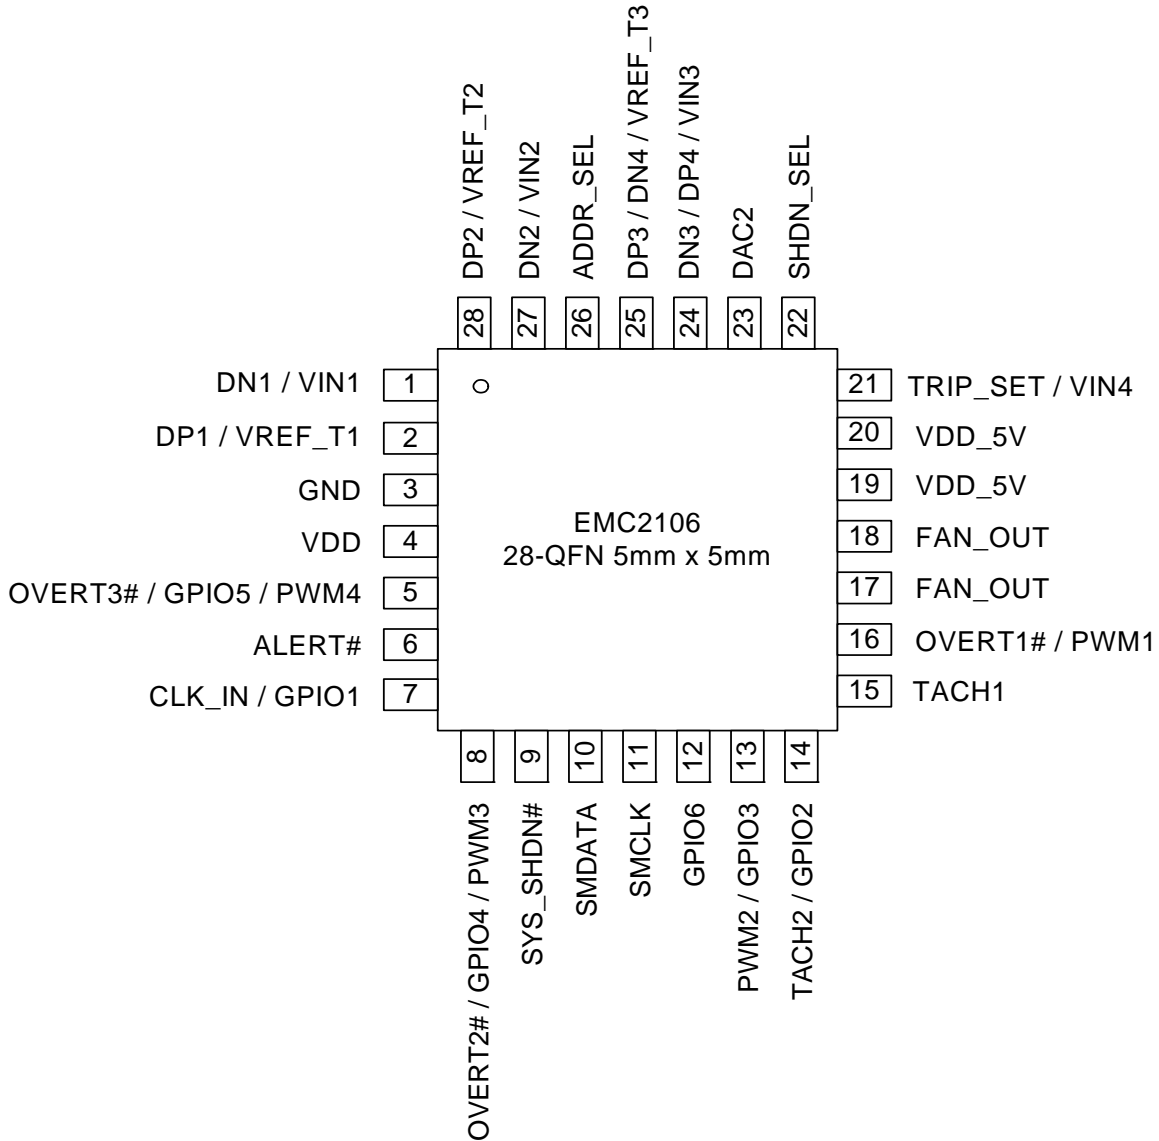 DP2 / VREF_T2
DN2 / VIN2
ADDR_SEL
DP3 / DN4 / VREF_T3
DN3 / DP4 / VIN3
DAC2
SHDN_SEL
28
27
26
25
24
23
22
DN1 / VIN1
1
DP1 / VREF_T1
2
GND
3
VDD
4
OVERT3# / GPIO5 / PWM4
5
ALERT#
6
CLK_IN / GPIO1
7
EMC2106
28-QFN 5mm x 5mm
21
TRIP_SET / VIN4
20
VDD_5V
19
VDD_5V
18
FAN_OUT
17
FAN_OUT
16
OVERT1# / PWM1
15
TACH1
8
9
10
11
12
13
14
OVERT2# / GPIO4 / PWM3
SYS_SHDN#
SMDATA
SMCLK
GPIO6
PWM2 / GPIO3
TACH2 / GPIO2